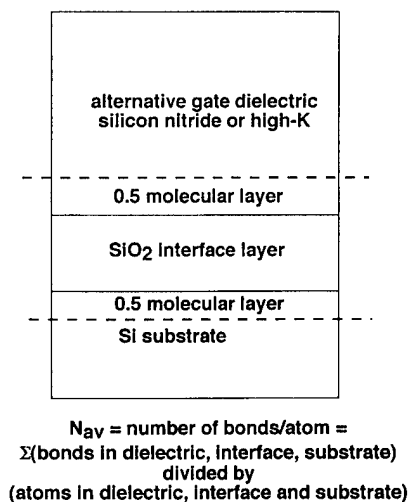 alternative gate dielectric
silicon nitride or high-K
0.5 molecular layer
SiO2 interface layer
0.5 molecular layer
Si substrate
Nav = number of bonds/atom =
Σ(bonds in dielectric, interface, substrate)
divided by
(atoms in dielectric, interface and substrate)